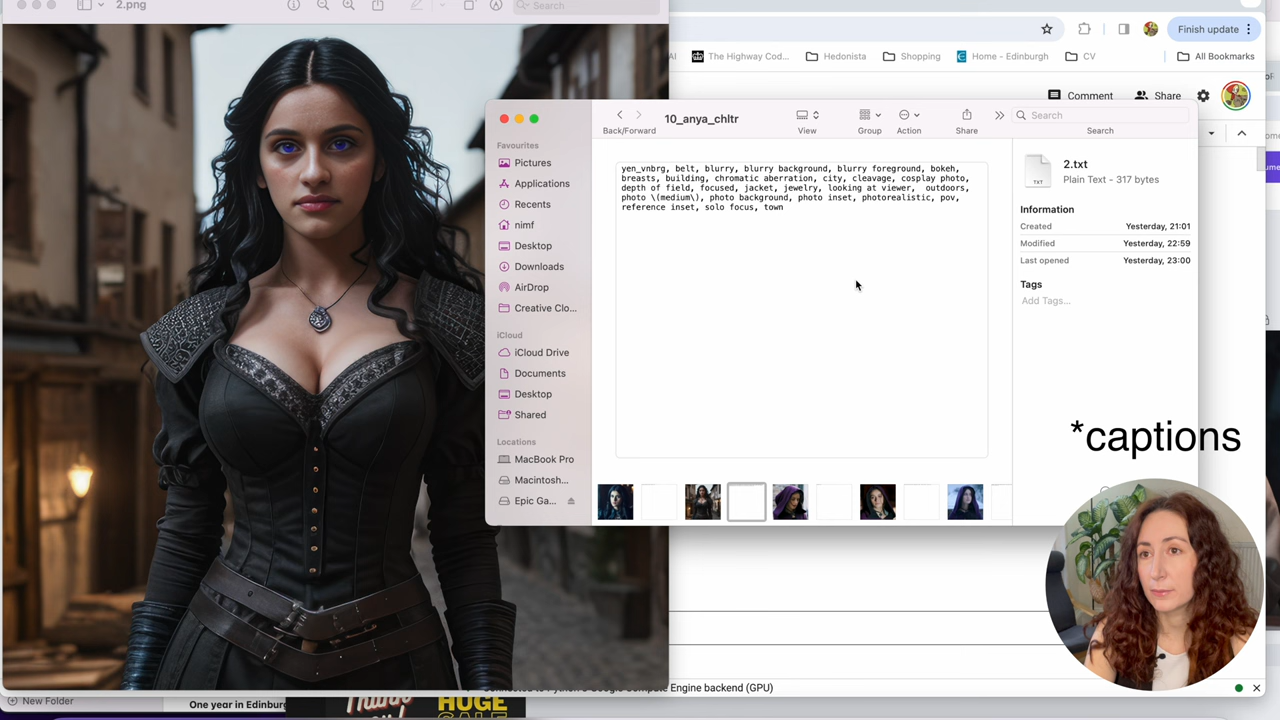 2.png
Search
Finish update
AI
The Highway Cod...
Hedonista
Shopping
Home - Edinburgh
CV
All Bookmarks
Comment
Share
10_anya_chltr
Back/Forward
View
Group
Action
Share
Search
Search
Favourites
Pictures
Applications
Recents
nimf
Desktop
Downloads
AirDrop
Creative Clo...
iCloud
iCloud Drive
Documents
Desktop
Shared
Locations
MacBook Pro
Macintosh...
Epic Ga...
yen_vnbrg, belt, blurry, blurry background, blurry foreground, bokeh,
breasts, building, chromatic aberration, city, cleavage, cosplay photo,
depth of field, focused, jacket, jewelry, looking at viewer,  outdoors,
photo \(medium\), photo background, photo inset, photorealistic, pov,
reference inset, solo focus, town
2.txt
TXT
Plain Text - 317 bytes
Information
Created Yesterday, 21:01
Modified Yesterday, 22:59
Last opened Yesterday, 23:00
Tags
Add Tags...
*captions
Engine backend (GPU)
New Folder
One year in Edinburg
HUGE